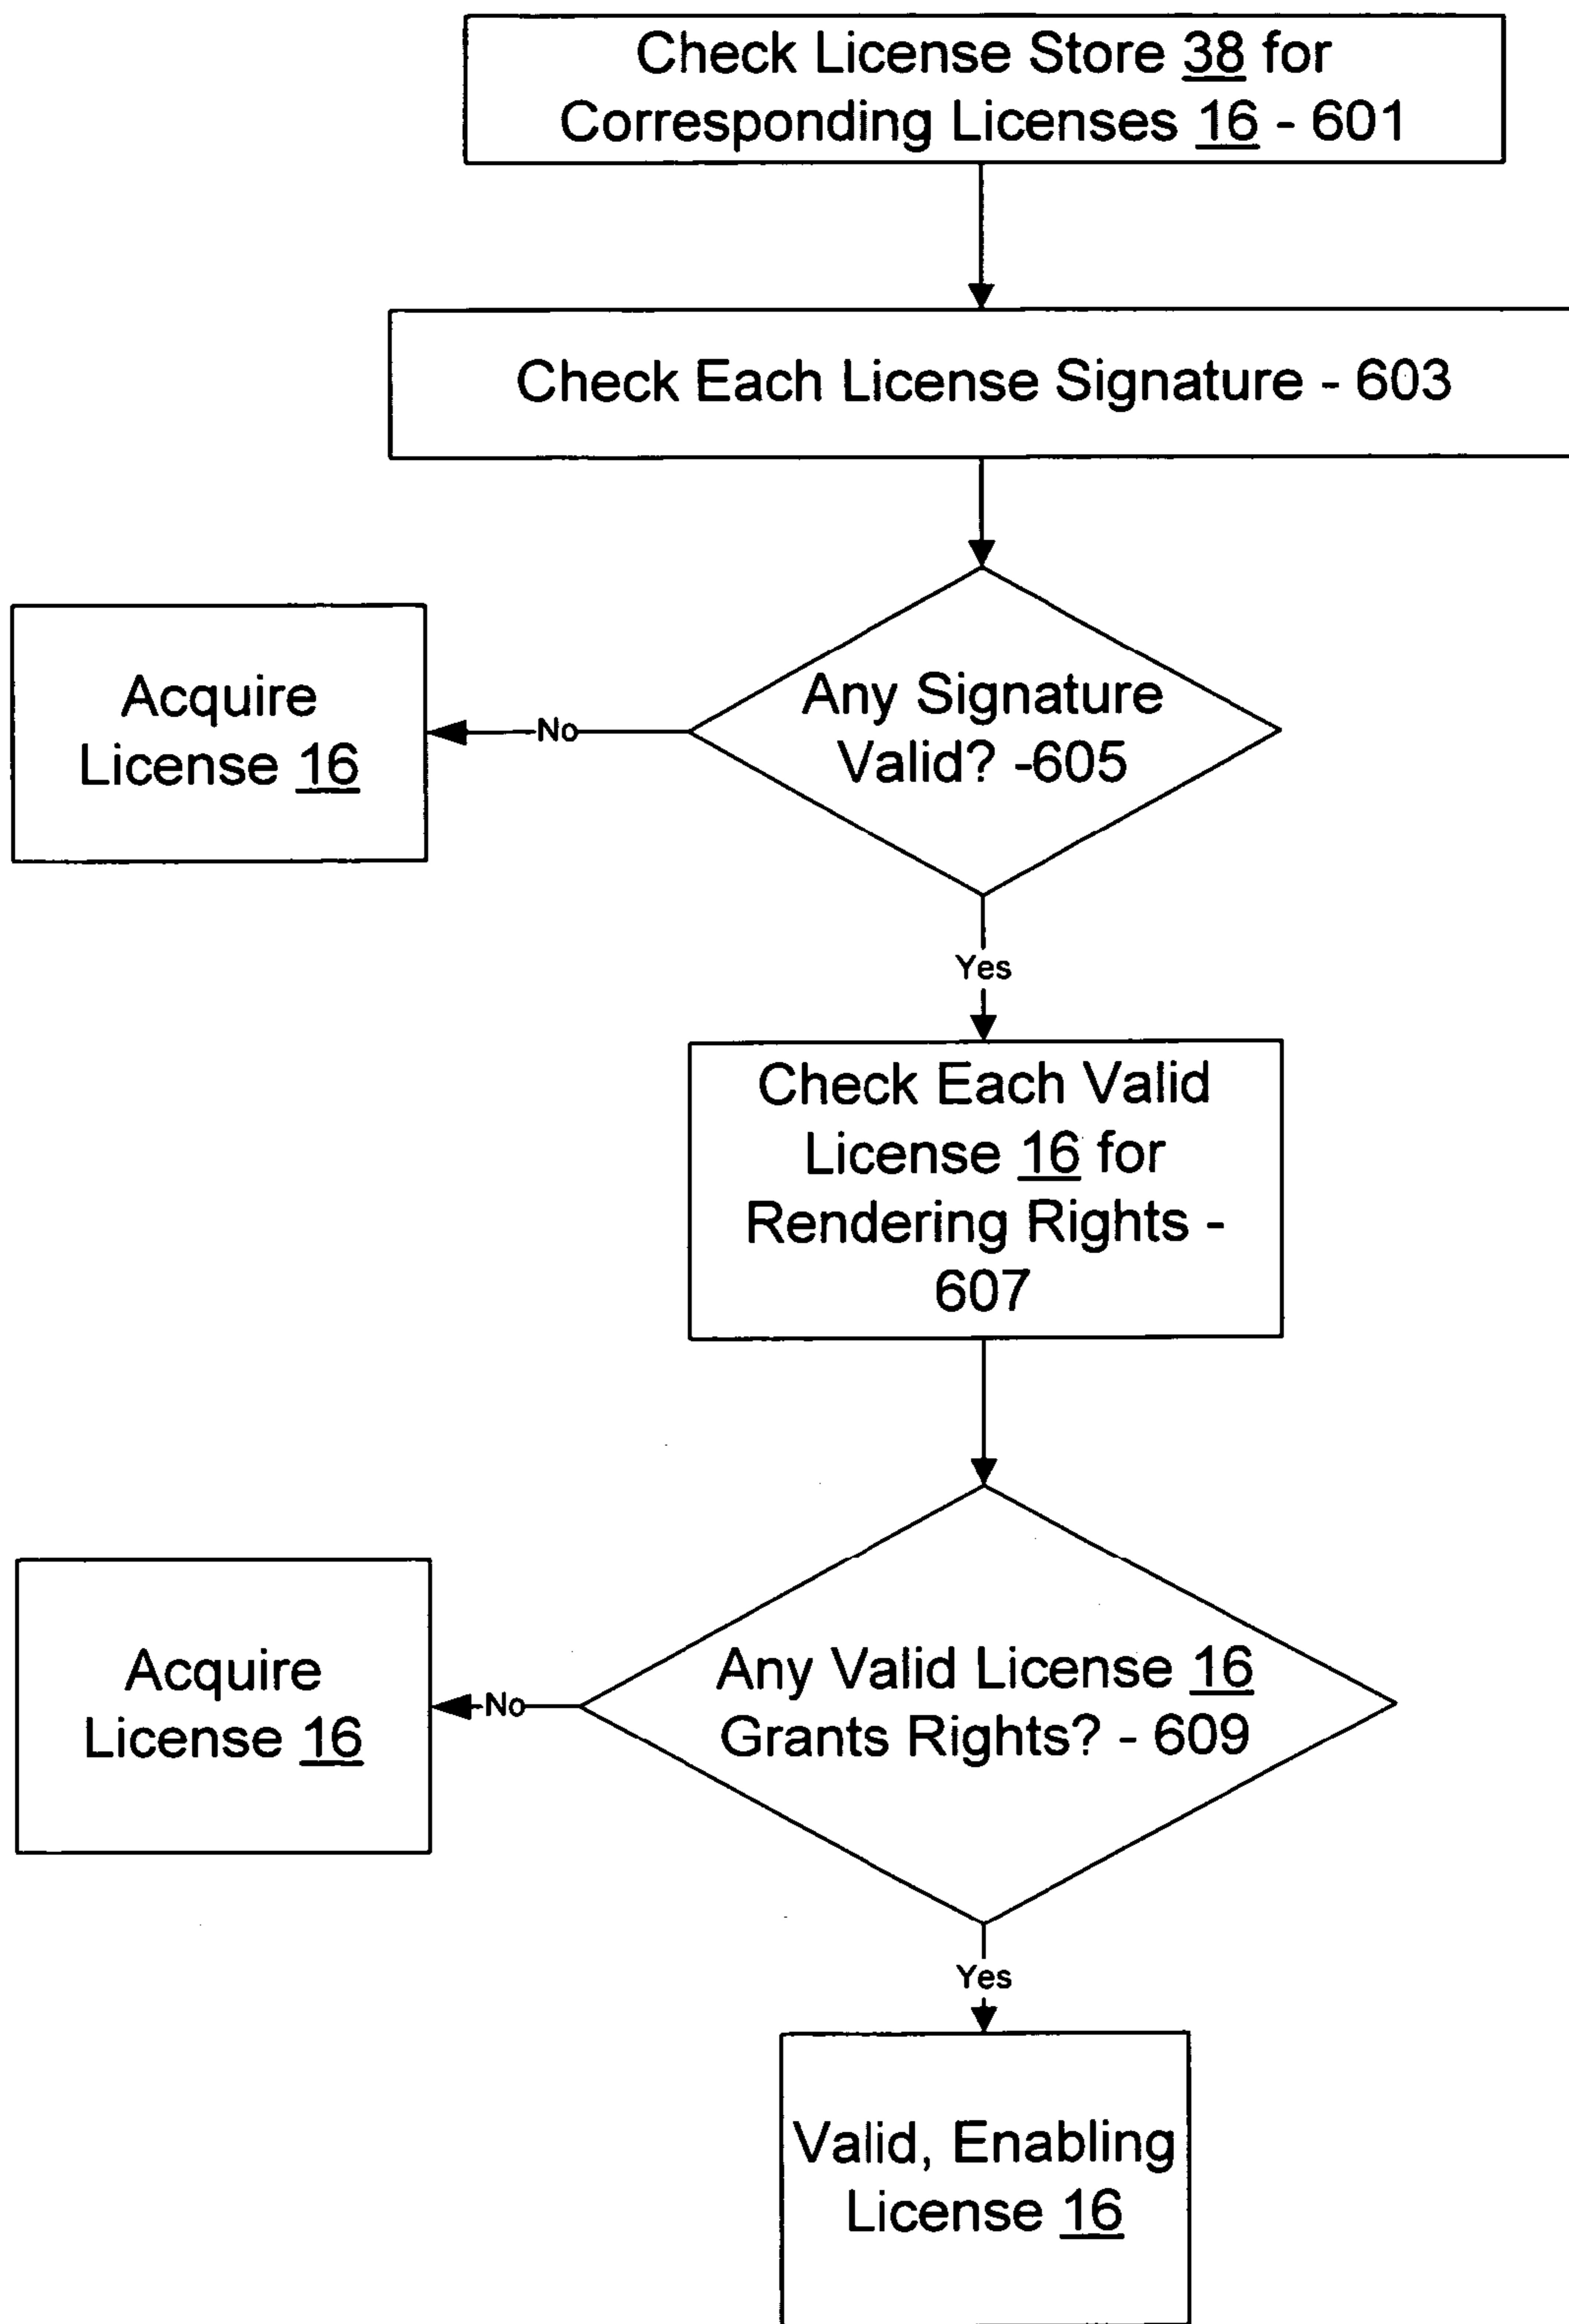 Check License Store 38 for
Corresponding Licenses 16 - 601
Check Each License Signature - 603
Any Signature
Valid? -605
No
Acquire
License 16
Yes
Check Each Valid
License 16 for
Rendering Rights -
607
Any Valid License 16
Grants Rights? - 609
No
Acquire
License 16
Yes
Valid, Enabling
License 16